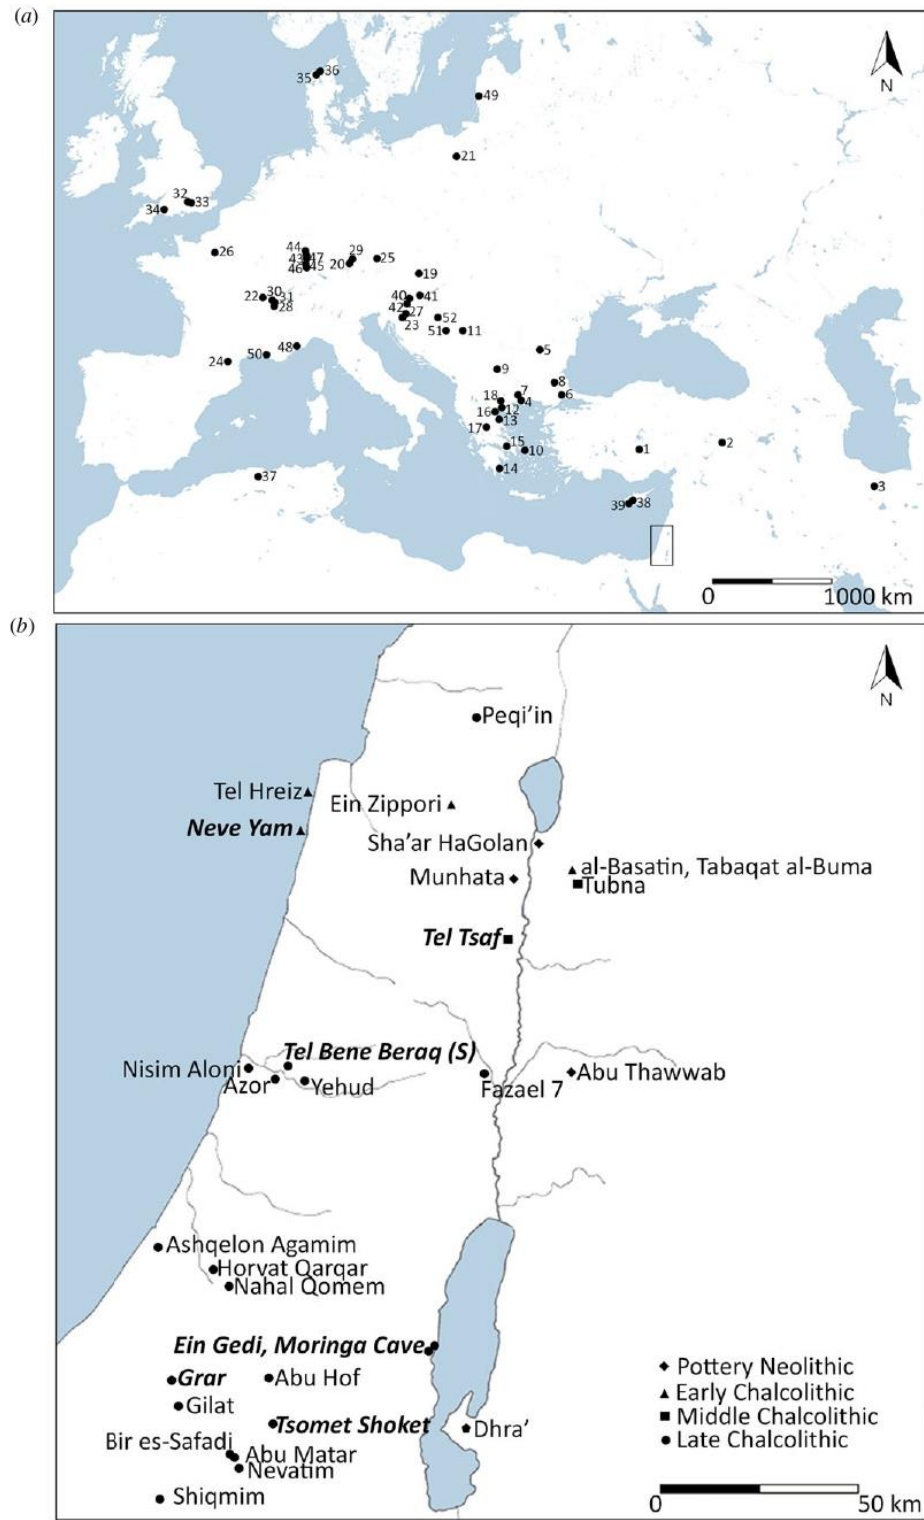 (a)
N
36
35
49
21
32
33
34
26
44
43
47
46
45
29
20
25
19
22
30
31
28
40
41
42
27
23
52
51
11
48
50
24
5
9
8
6
7
4
18
12
16
13
17
15
10
14
1
2
3
37
39
38
0 1000 km
(b)
N
Peqi'in
Tel Hreiz
Ein Zippori
Neve Yam
Sha'ar HaGolan
al-Basatin, Tabaqat al-Buma
Munhata
Tubna
Tel Tsaf
Tel Bene Beraq (S)
Nisim Aloni
Azor
Yehud
Fazael 7
Abu Thawwab
Ashqelon Agamim
Horvat Qarqar
Nahal Qomem
Ein Gedi, Moringa Cave
Grar
Abu Hof
Gilat
Tsomet Shoket
Dhra'
Bir es-Safadi
Abu Matar
Nevatim
Shiqmim
Pottery Neolithic
Early Chalcolithic
Middle Chalcolithic
Late Chalcolithic
0 50 km